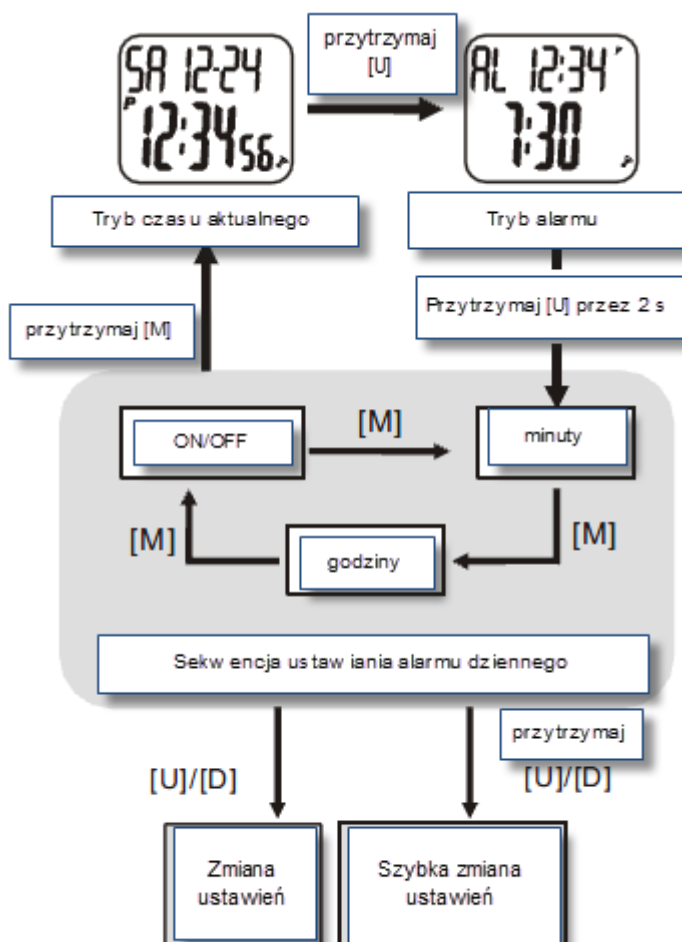 SA 12-24
P 12:34 56
przytrzymaj
[U]
AL 12:34 P
7:30
Tryb czasu aktualnego
Tryb alarmu
przytrzymaj [M]
Przytrzymaj [U] przez 2 s
ON/OFF
[M]
minuty
[M]
godziny
[M]
Sekwencja ustawiania alarmu dziennego
przytrzymaj
[U]/[D]
[U]/[D]
Zmiana
ustawień
Szybka zmiana
ustawień